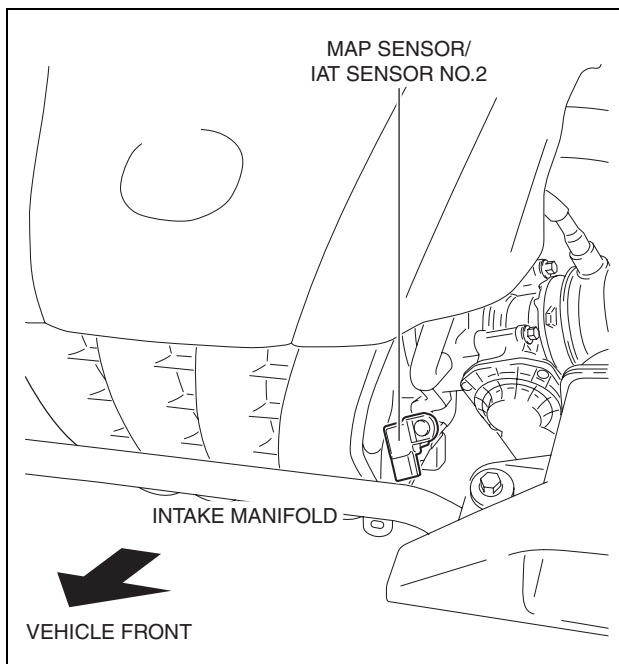 MAP SENSOR/
IAT SENSOR NO.2
INTAKE MANIFOLD
VEHICLE FRONT